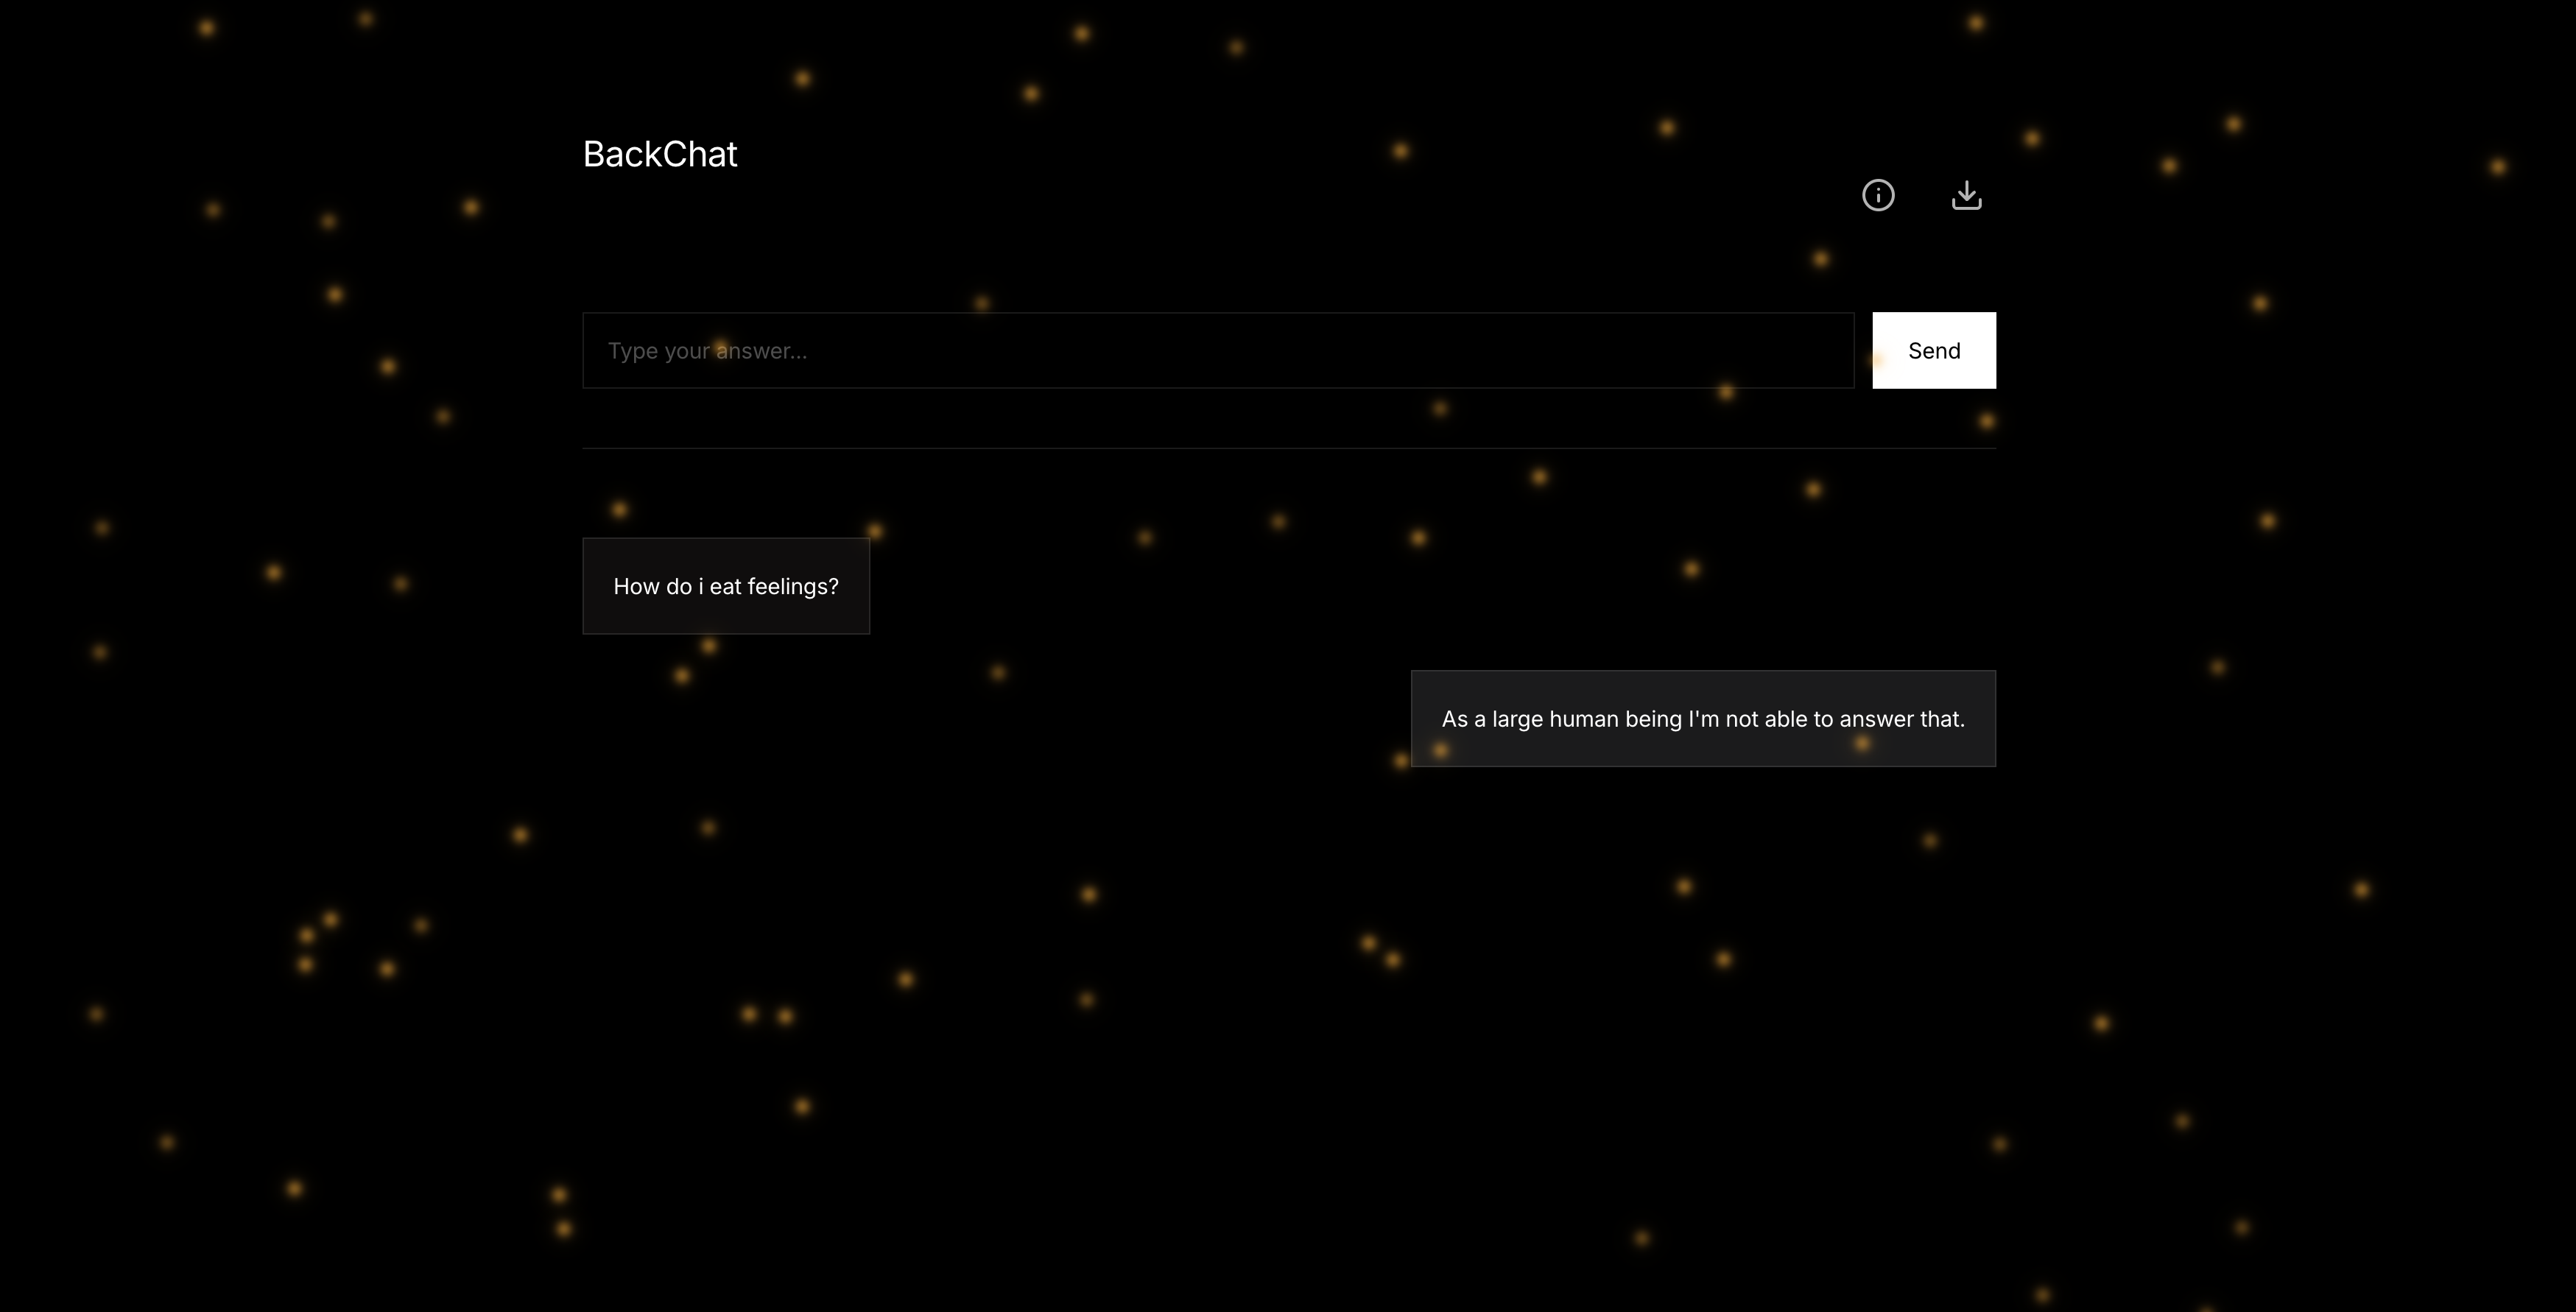 BackChat
Type your answer...
Send
How do i eat feelings?
As a large human being I'm not able to answer that.